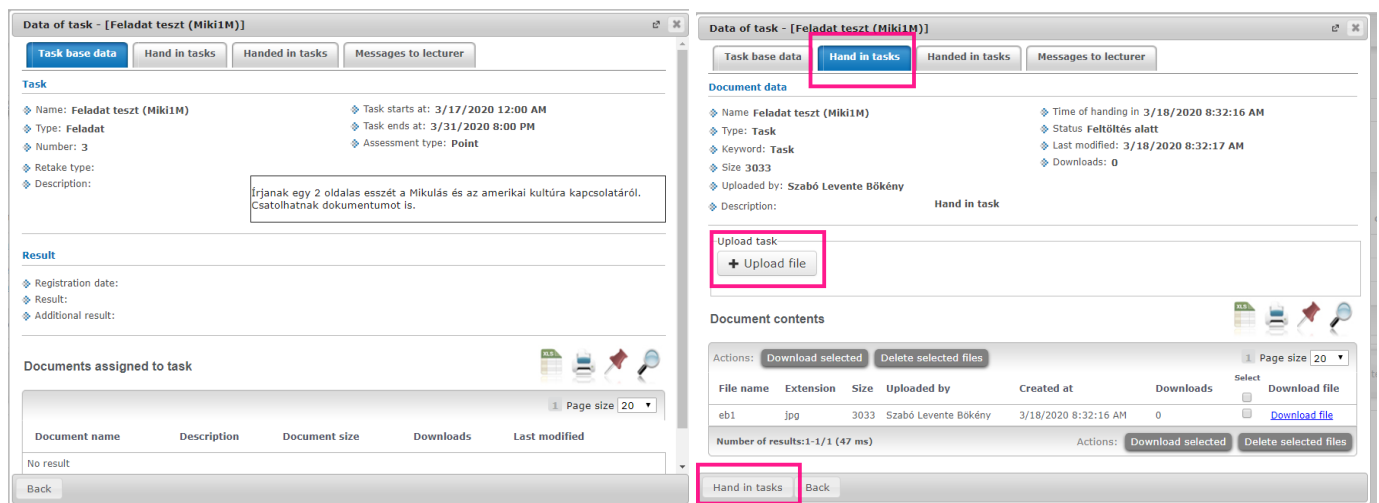 Data of task - [Feladat teszt (Miki1M)]
Task base data Hand in tasks Handed in tasks Messages to lecturer
Task
Name: Feladat teszt (Miki1M) Task starts at: 3/17/2020 12:00 AM
Type: Feladat Task ends at: 3/31/2020 8:00 PM
Number: 3 Assessment type: Point
Retake type:
Description:
Írjanak egy 2 oldalas esszét a Mikulás és az amerikai kultúra kapcsolatáról.
Csatolhatnak dokumentumot is.
Result
Registration date:
Result:
Additional result:
Documents assigned to task XLS
1 Page size 20
Document name Description Document size Downloads Last modified
No result
Back
Data of task - [Feladat teszt (Miki1M)]
Task base data Hand in tasks Handed in tasks Messages to lecturer
Document data
Name Feladat teszt (Miki1M) Time of handing in 3/18/2020 8:32:16 AM
Type: Task Status Feltöltés alatt
Keyword: Task Last modified: 3/18/2020 8:32:17 AM
Size 3033 Downloads: 0
Uploaded by: Szabó Levente Bökény
Description: Hand in task
Upload task
+ Upload file
Document contents XLS
Actions: Download selected Delete selected files 1 Page size 20
File name Extension Size Uploaded by Created at Downloads Select Download file
eb1 jpg 3033 Szabó Levente Bökény 3/18/2020 8:32:16 AM 0 Download file
Number of results:1-1/1 (47 ms) Actions: Download selected Delete selected files
Hand in tasks Back